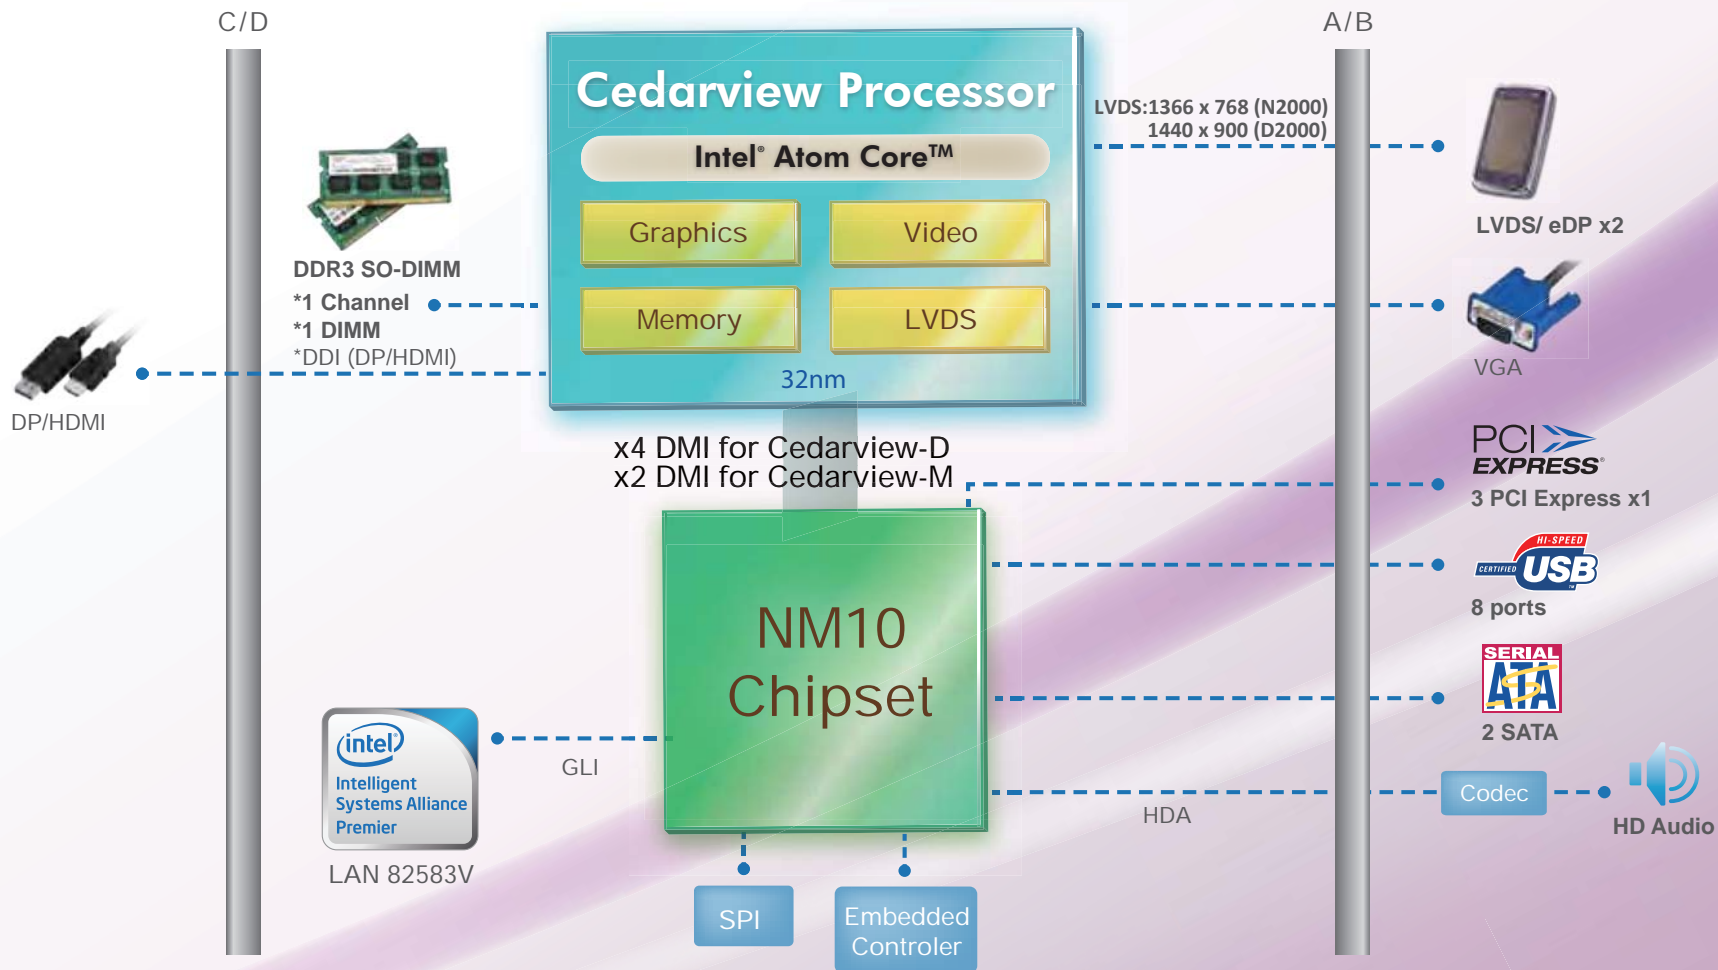 C/D
A/B
Cedarview Processor
Intel® Atom Core™
Graphics
Video
Memory
LVDS
32nm
LVDS:1366 x 768 (N2000)
1440 x 900 (D2000)
LVDS/ eDP x2
DDR3 SO-DIMM
*1 Channel
*1 DIMM
*DDI (DP/HDMI)
DP/HDMI
VGA
x4 DMI for Cedarview-D
x2 DMI for Cedarview-M
PCI
EXPRESS®
3 PCI Express x1
HI-SPEED
CERTIFIED USB™
8 ports
NM10
Chipset
SERIAL
ATA
2 SATA
intel®
Intelligent
Systems Alliance
Premier
LAN 82583V
GLI
HDA
Codec
HD Audio
SPI
Embedded
Controler